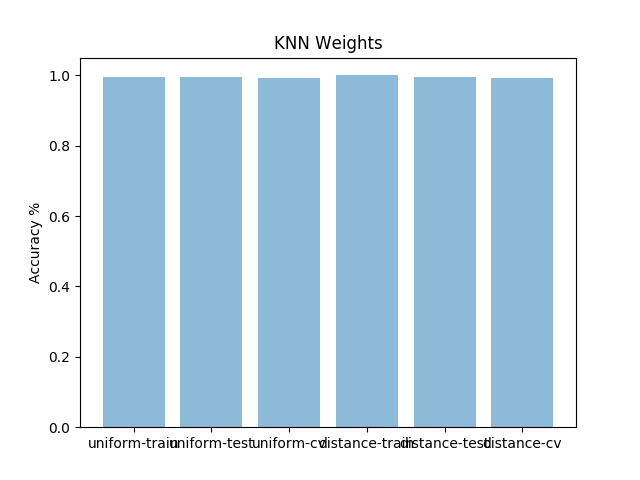 KNN Weights
Accuracy %
1.0
0.8
0.6
0.4
0.2
0.0
uniform-train uniform-test uniform-cv distance-train distance-test distance-cv